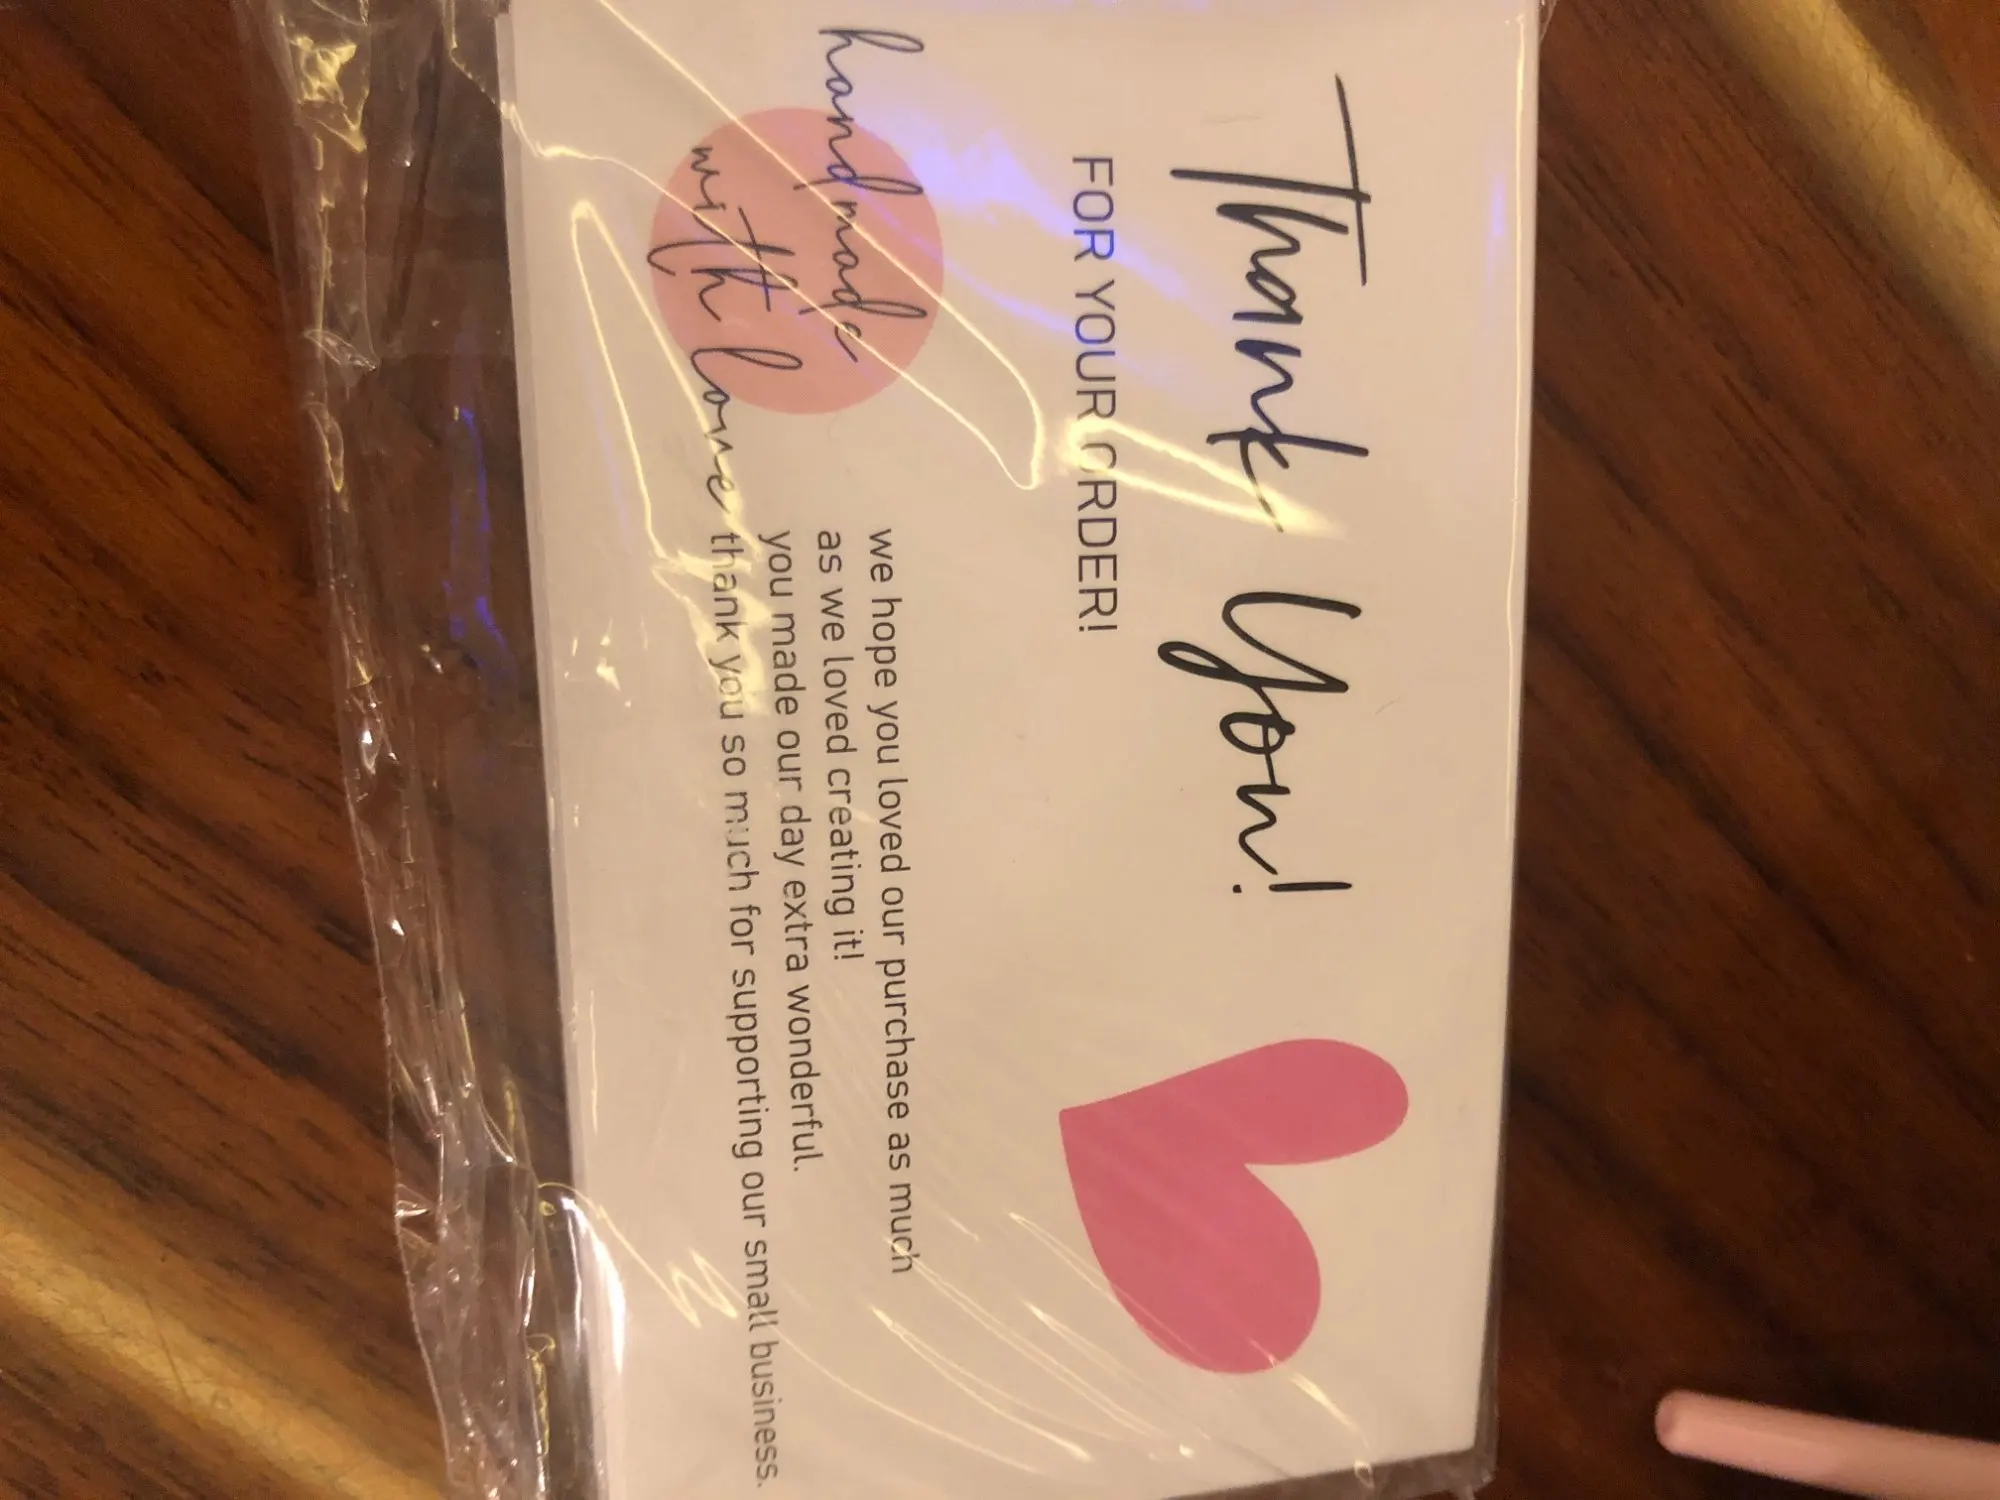 Thank You!
FOR YOUR ORDER!
handmade
with love
we hope you loved our purchase as much
as we loved creating it!
you made our day extra wonderful.
thank you so much for supporting our small business.